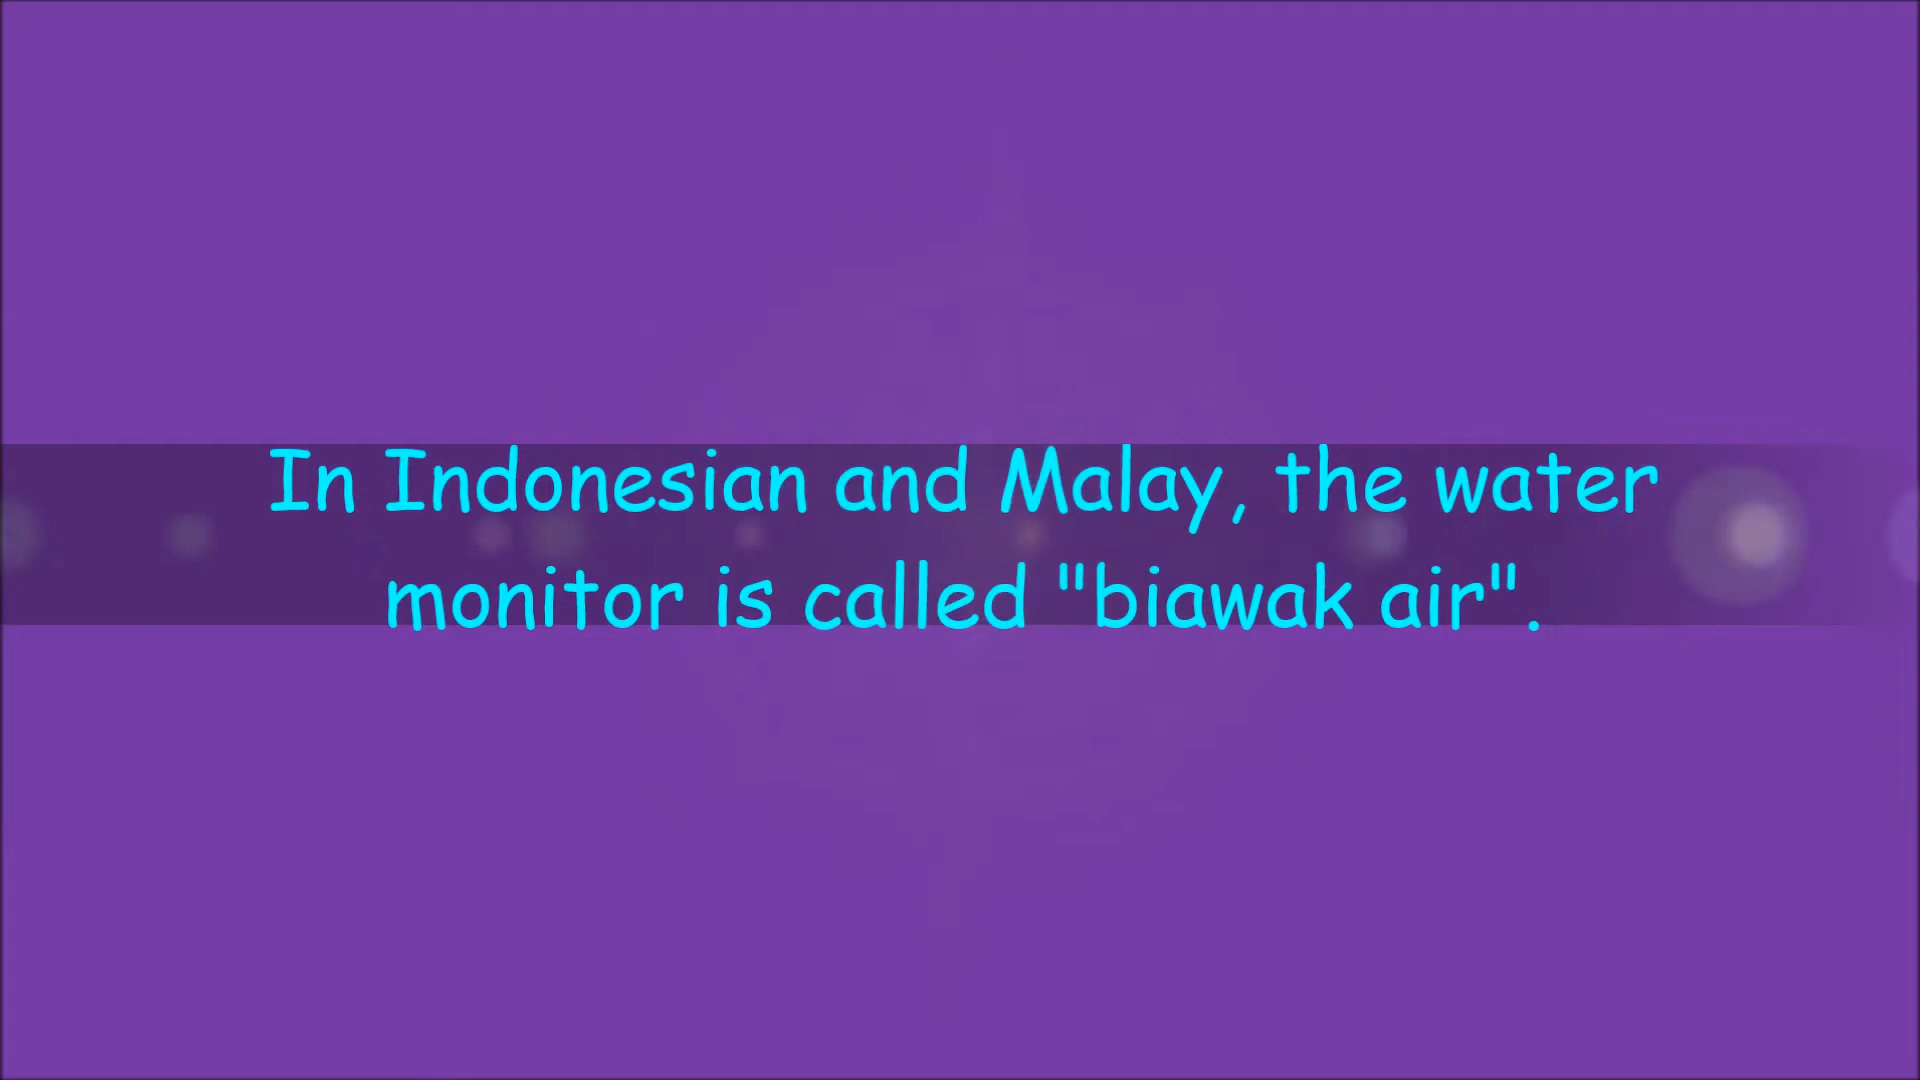 In Indonesian and Malay, the water
monitor is called "biawak air".